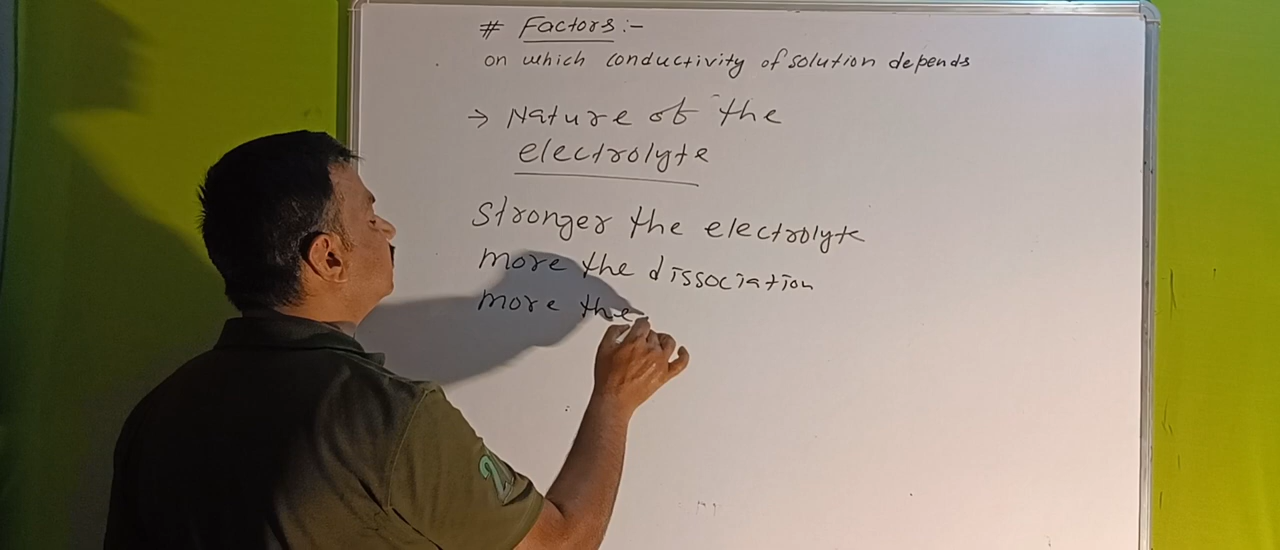 # Factors :-
on which conductivity of solution depends
→ Nature of the
electrolyte
Stronger the electrolyte
more the dissociation
more the
2